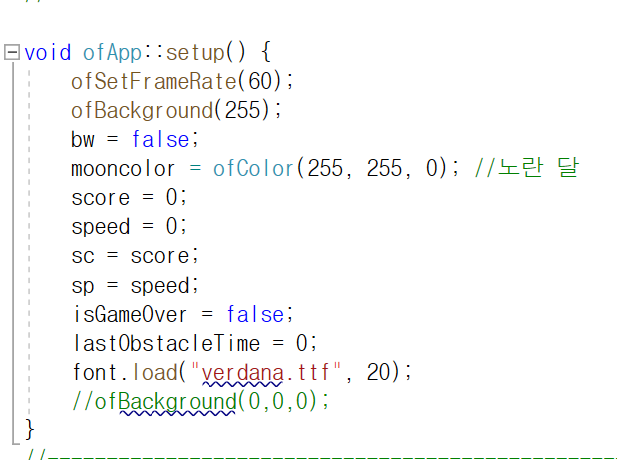 //
void ofApp::setup() {
ofSetFrameRate(60);
ofBackground(255);
bw = false;
mooncolor = ofColor(255, 255, 0); //노란 달
score = 0;
speed = 0;
sc = score;
sp = speed;
isGameOver = false;
lastObstacleTime = 0;
font.load("verdana.ttf", 20);
//ofBackground(0,0,0);
}
//--------------------------------------------------